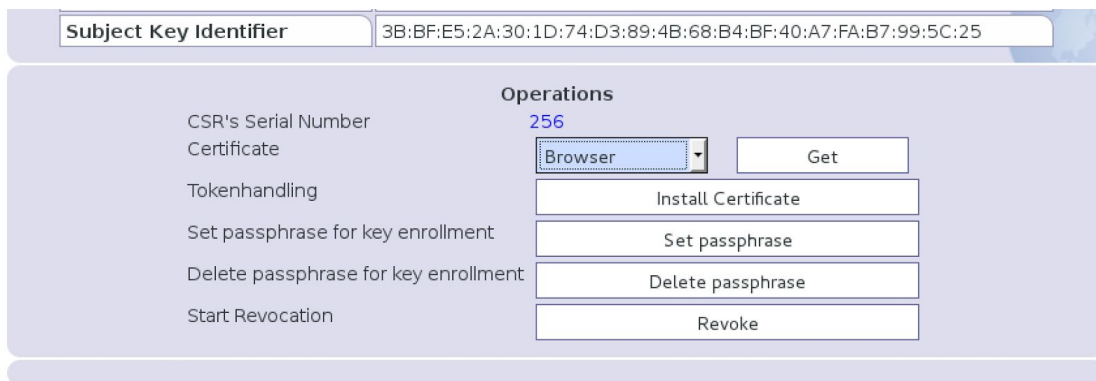 Subject Key Identifier 3B:BF:E5:2A:30:1D:74:D3:89:4B:68:B4:BF:40:A7:FA:B7:99:5C:25
Operations
CSR's Serial Number 256
Certificate Browser Get
Tokenhandling Install Certificate
Set passphrase for key enrollment Set passphrase
Delete passphrase for key enrollment Delete passphrase
Start Revocation Revoke